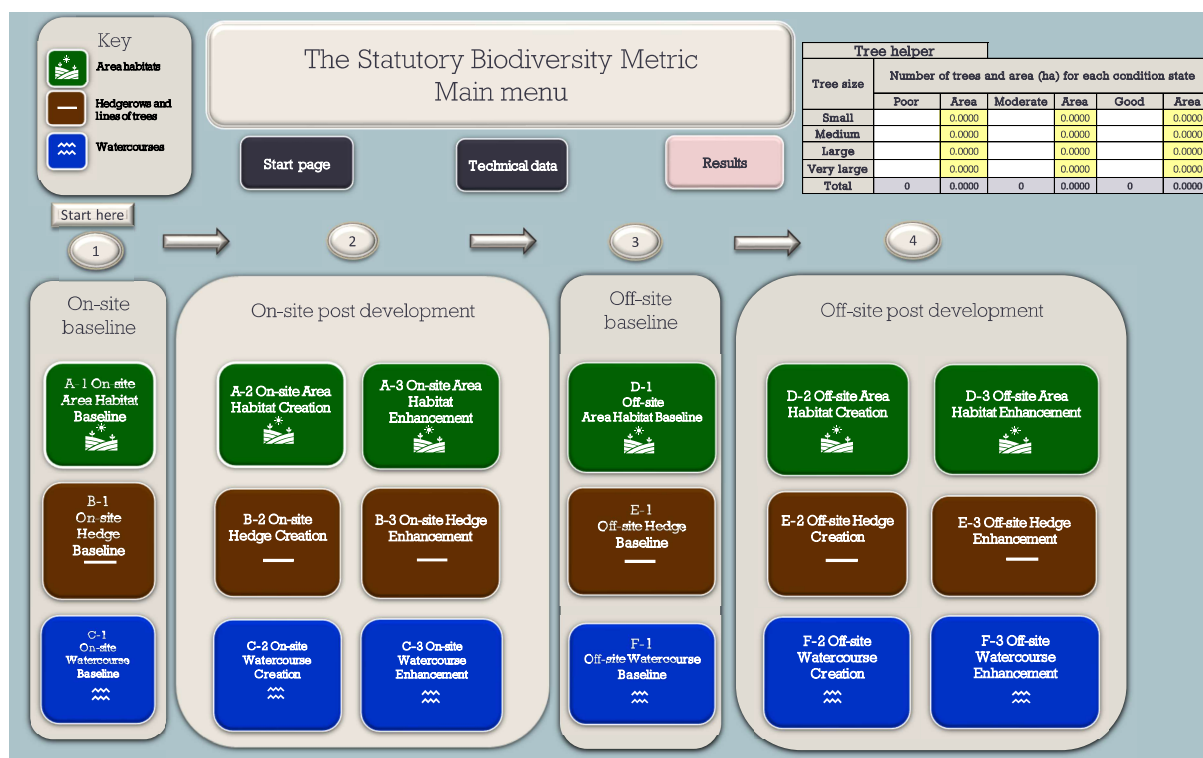 Key
Area habitats
Hedgerows and
lines of trees
Watercourses
The Statutory Biodiversity Metric
Main menu
Start page
Technical data
Results
Tree helper
Tree size
Number of trees and area (ha) for each condition state
Poor Area Moderate Area Good Area
Small 0.0000 0.0000 0.0000
Medium 0.0000 0.0000 0.0000
Large 0.0000 0.0000 0.0000
Very large 0.0000 0.0000 0.0000
Total 0 0.0000 0 0.0000 0 0.0000
Start here
1
2
3
4
On-site
baseline
A-1 On-site
Area Habitat
Baseline
B-1
On-site
Hedge
Baseline
C-1
On-site
Watercourse
Baseline
On-site post development
A-2 On-site Area
Habitat Creation
A-3 On-site Area
Habitat
Enhancement
B-2 On-site
Hedge Creation
B-3 On-site Hedge
Enhancement
C-2 On-site
Watercourse
Creation
C-3 On-site
Watercourse
Enhancement
Off-site
baseline
D-1
Off-site
Area Habitat Baseline
E-1
Off-site Hedge
Baseline
F-1
Off-site Watercourse
Baseline
Off-site post development
D-2 Off-site Area
Habitat Creation
D-3 Off-site Area
Habitat Enhancement
E-2 Off-site Hedge
Creation
E-3 Off-site Hedge
Enhancement
F-2 Off-site
Watercourse
Creation
F-3 Off-site
Watercourse
Enhancement